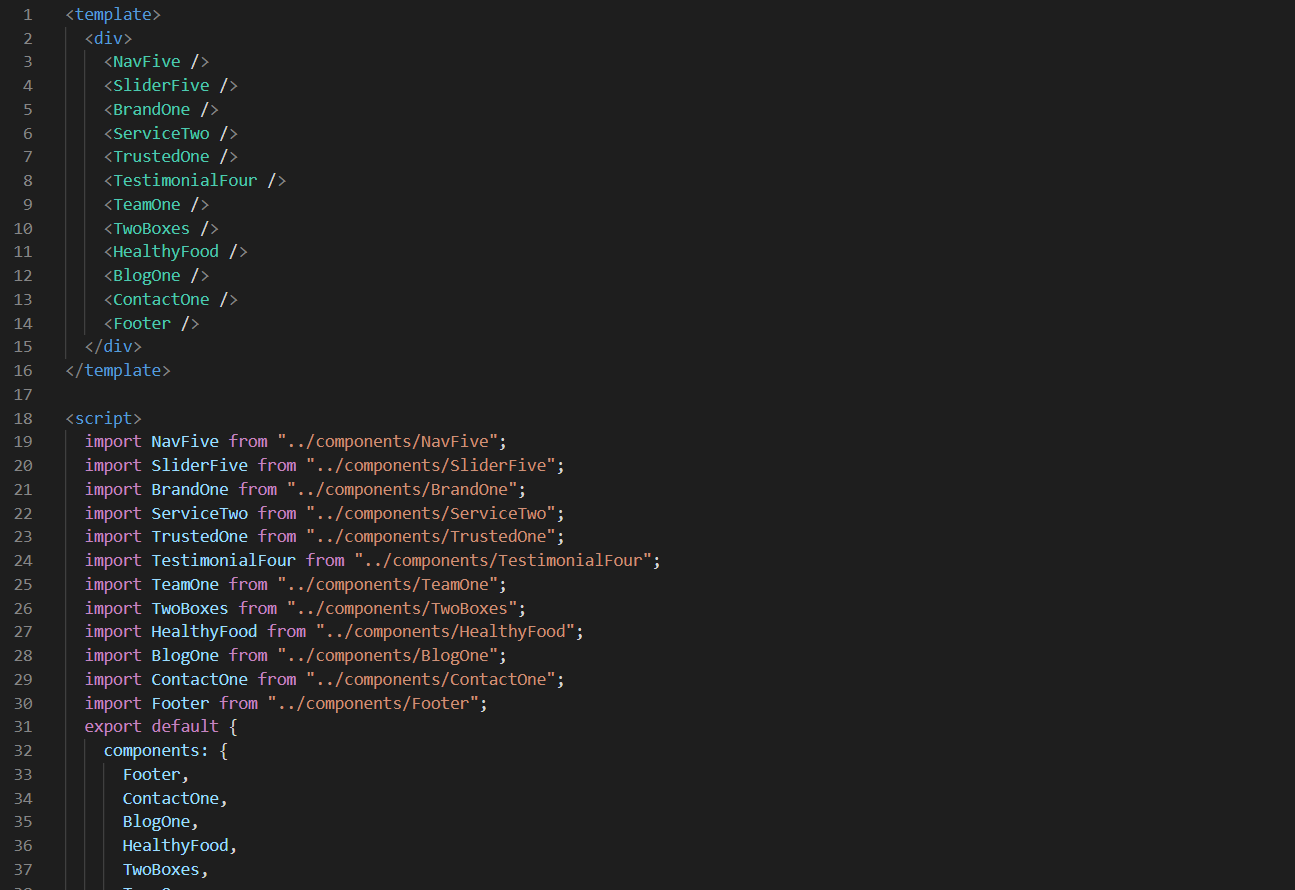 1 <template>
2   <div>
3     <NavFive />
4     <SliderFive />
5     <BrandOne />
6     <ServiceTwo />
7     <TrustedOne />
8     <TestimonialFour />
9     <TeamOne />
10     <TwoBoxes />
11     <HealthyFood />
12     <BlogOne />
13     <ContactOne />
14     <Footer />
15   </div>
16 </template>
17
18 <script>
19   import NavFive from "../components/NavFive";
20   import SliderFive from "../components/SliderFive";
21   import BrandOne from "../components/BrandOne";
22   import ServiceTwo from "../components/ServiceTwo";
23   import TrustedOne from "../components/TrustedOne";
24   import TestimonialFour from "../components/TestimonialFour";
25   import TeamOne from "../components/TeamOne";
26   import TwoBoxes from "../components/TwoBoxes";
27   import HealthyFood from "../components/HealthyFood";
28   import BlogOne from "../components/BlogOne";
29   import ContactOne from "../components/ContactOne";
30   import Footer from "../components/Footer";
31   export default {
32     components: {
33       Footer,
34       ContactOne,
35       BlogOne,
36       HealthyFood,
37       TwoBoxes,